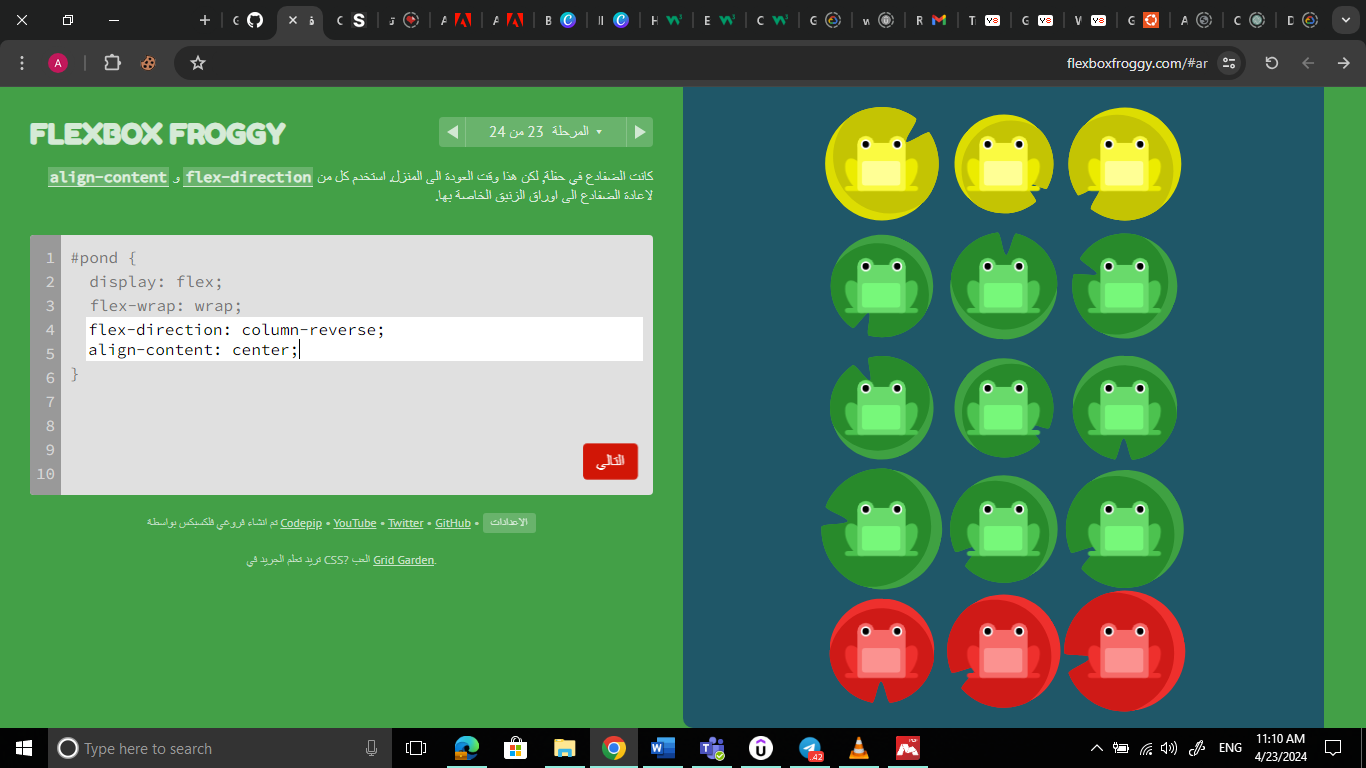 flexboxfroggy.com/#ar
A
FLEXBOX FROGGY
المرحلة 23 من 24
كانت الضفادع في حفلة, لكن هذا وقت العودة الى المنزل. استخدم كل من flex-direction و align-content
لاعادة الضفادع الى اوراق الزنبق الخاصة بها.
1 #pond {
2 display: flex;
3 flex-wrap: wrap;
4 flex-direction: column-reverse;
5 align-content: center;
6 }
7
8
9
10
التالي
تم انشاء فروغي فلكسبكس بواسطة Codepip • YouTube • Twitter • GitHub • الاعدادات
تريد تعلم الجريد في CSS? العب Grid Garden.
Type here to search
42
ENG
11:10 AM
4/23/2024